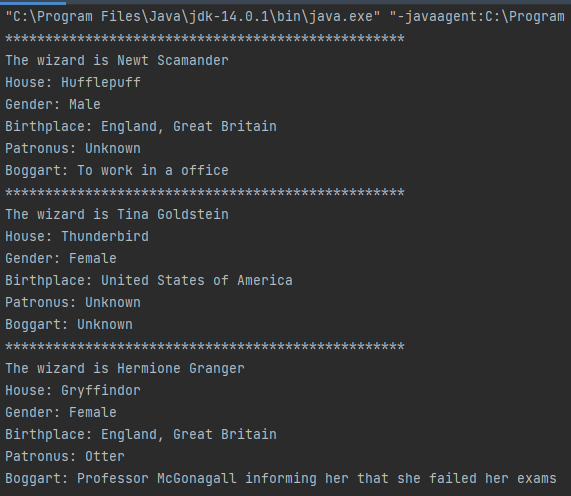 "C:\Program Files\Java\jdk-14.0.1\bin\java.exe" "-javaagent:C:\Program
**************************************************
The wizard is Newt Scamander
House: Hufflepuff
Gender: Male
Birthplace: England, Great Britain
Patronus: Unknown
Boggart: To work in a office
**************************************************
The wizard is Tina Goldstein
House: Thunderbird
Gender: Female
Birthplace: United States of America
Patronus: Unknown
Boggart: Unknown
**************************************************
The wizard is Hermione Granger
House: Gryffindor
Gender: Female
Birthplace: England, Great Britain
Patronus: Otter
Boggart: Professor McGonagall informing her that she failed her exams